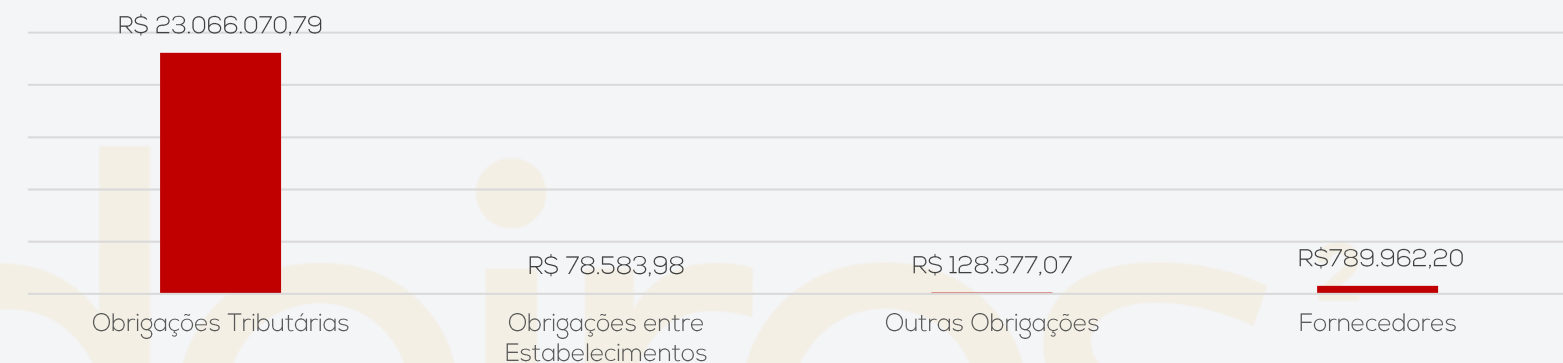 R$ 23.066.070,79
R$ 78.583,98
R$ 128.377,07
R$789.962,20
Obrigações Tributárias
Obrigações entre
Estabelecimentos
Outras Obrigações
Fornecedores